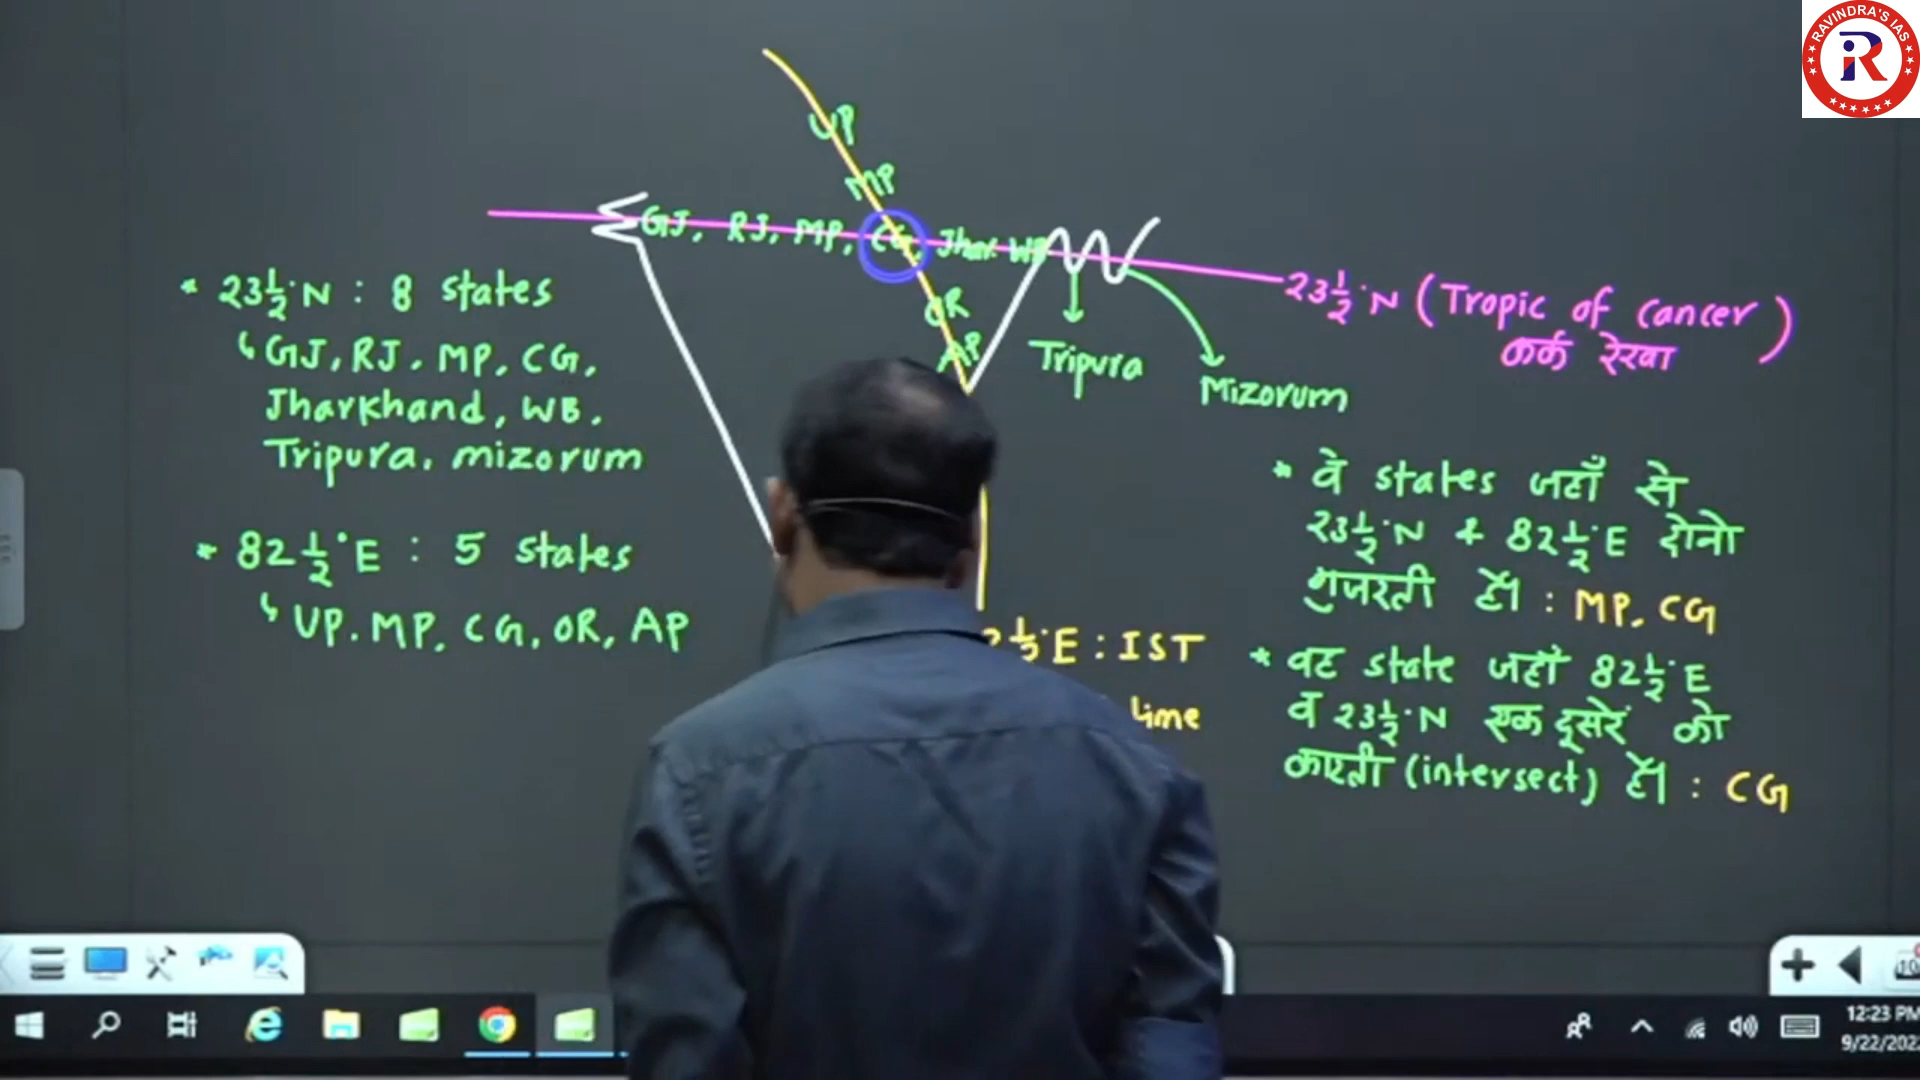 RAVINDRA'S IAS
iR
UP
MP
GJ, RJ, MP, CG, Jhar. WB
OR
AP
Tripura
Mizorum
23½°N (Tropic of cancer)
कर्क रेखा
* 23½°N : 8 states
↳ GJ, RJ, MP, CG,
Jharkhand, WB,
Tripura, mizorum
* 82½°E : 5 states
↳ UP, MP, CG, OR, AP
½°E : IST
* वे states जहाँ से
23½°N & 82½°E दोनो
गुजरती हैं। : MP, CG
* वह state जहाँ 82½°E
व 23½°N एक दूसरे को
काटती (intersect) हैं। : CG
12:23 PM
9/22/202